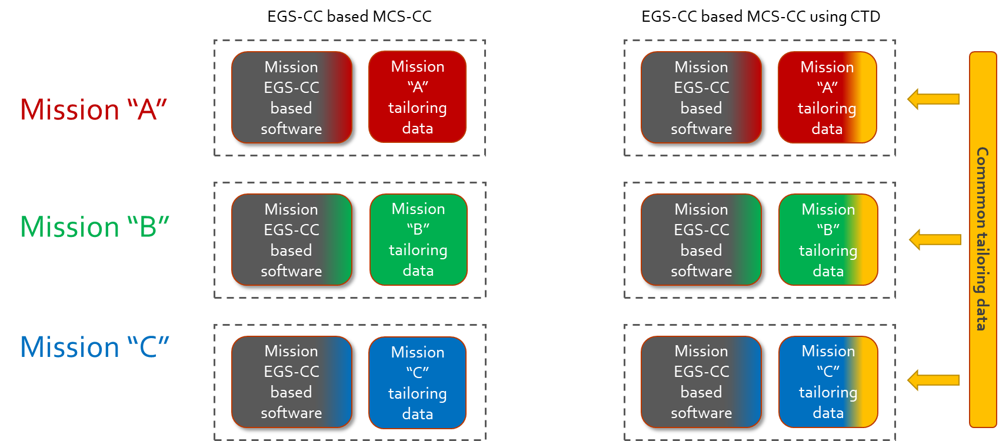 EGS-CC based MCS-CC
EGS-CC based MCS-CC using CTD
Mission “A”
Mission
EGS-CC
based
software
Mission
“A”
tailoring
data
Mission
EGS-CC
based
software
Mission
“A”
tailoring
data
Mission “B”
Mission
EGS-CC
based
software
Mission
“B”
tailoring
data
Mission
EGS-CC
based
software
Mission
“B”
tailoring
data
Mission “C”
Mission
EGS-CC
based
software
Mission
“C”
tailoring
data
Mission
EGS-CC
based
software
Mission
“C”
tailoring
data
Commmon tailoring data